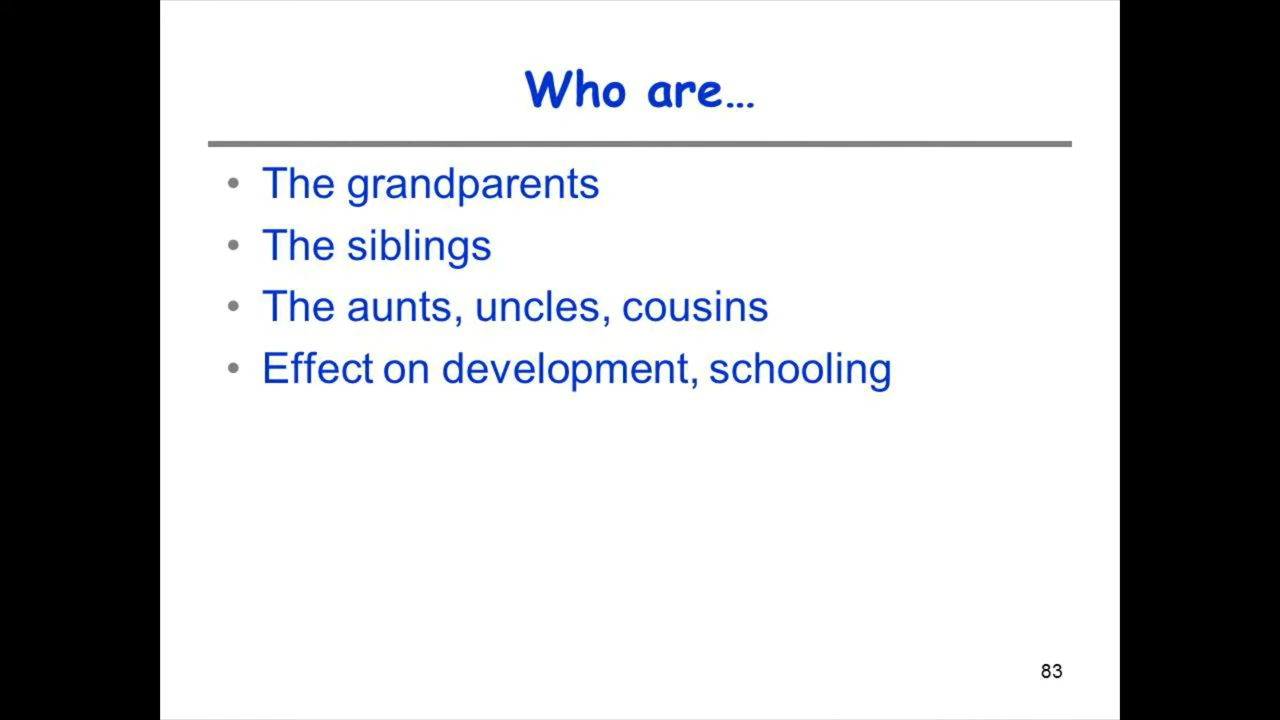 Who are…
• The grandparents
• The siblings
• The aunts, uncles, cousins
• Effect on development, schooling
83